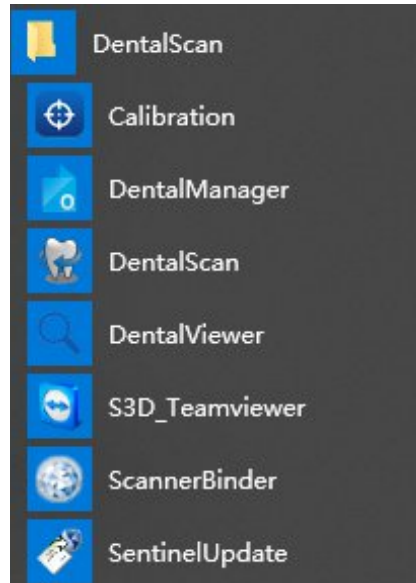 DentalScan
Calibration
DentalManager
DentalScan
DentalViewer
S3D_Teamviewer
ScannerBinder
SentinelUpdate